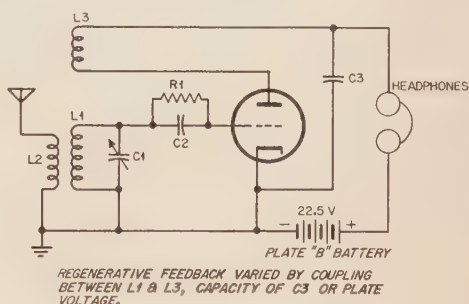 L3
R1
C3
HEADPHONES
L1
C2
L2
C1
22.5 V
- +
PLATE "B" BATTERY
REGENERATIVE FEEDBACK VARIED BY COUPLING
BETWEEN L1 & L3, CAPACITY OF C3 OR PLATE
VOLTAGE.